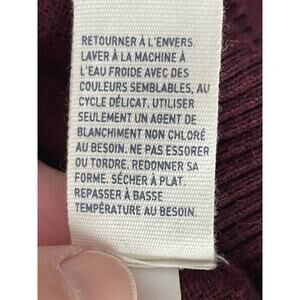 RETOURNER À L'ENVERS.
LAVER À LA MACHINE À
L'EAU FROIDE AVEC DES
COULEURS SEMBLABLES, AU
CYCLE DÉLICAT. UTILISER
SEULEMENT UN AGENT DE
BLANCHIMENT NON CHLORÉ
AU BESOIN. NE PAS ESSORER
OU TORDRE. REDONNER SA
FORME. SÉCHER À PLAT.
REPASSER À BASSE
TEMPÉRATURE AU BESOIN.